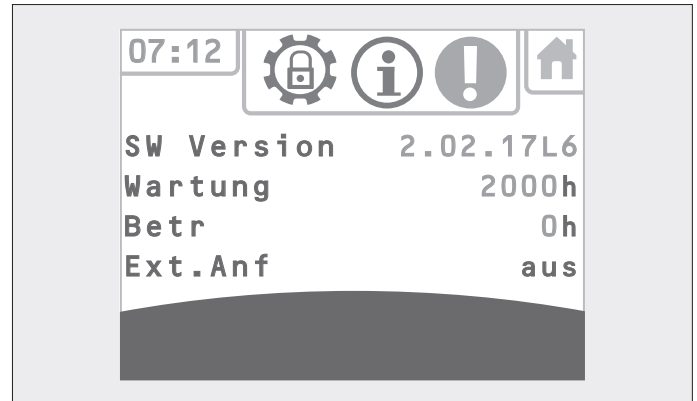 07:12
SW Version 2.02.17L6
Wartung 2000h
Betr 0h
Ext.Anf aus